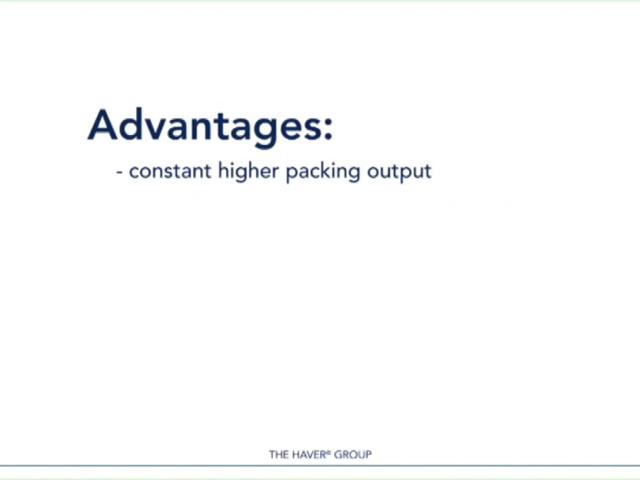 Advantages:
- constant higher packing output
THE HAVER® GROUP